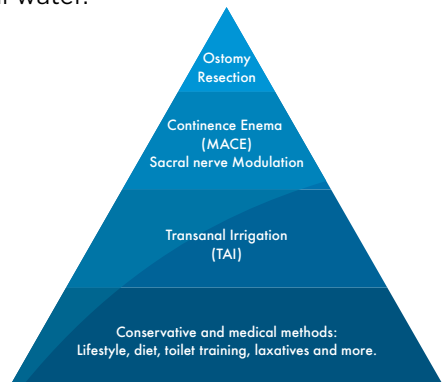 water.
Ostomy
Resection
Continence Enema
(MACE)
Sacral nerve Modulation
Transanal Irrigation
(TAI)
Conservative and medical methods:
Lifestyle, diet, toilet training, laxatives and more.